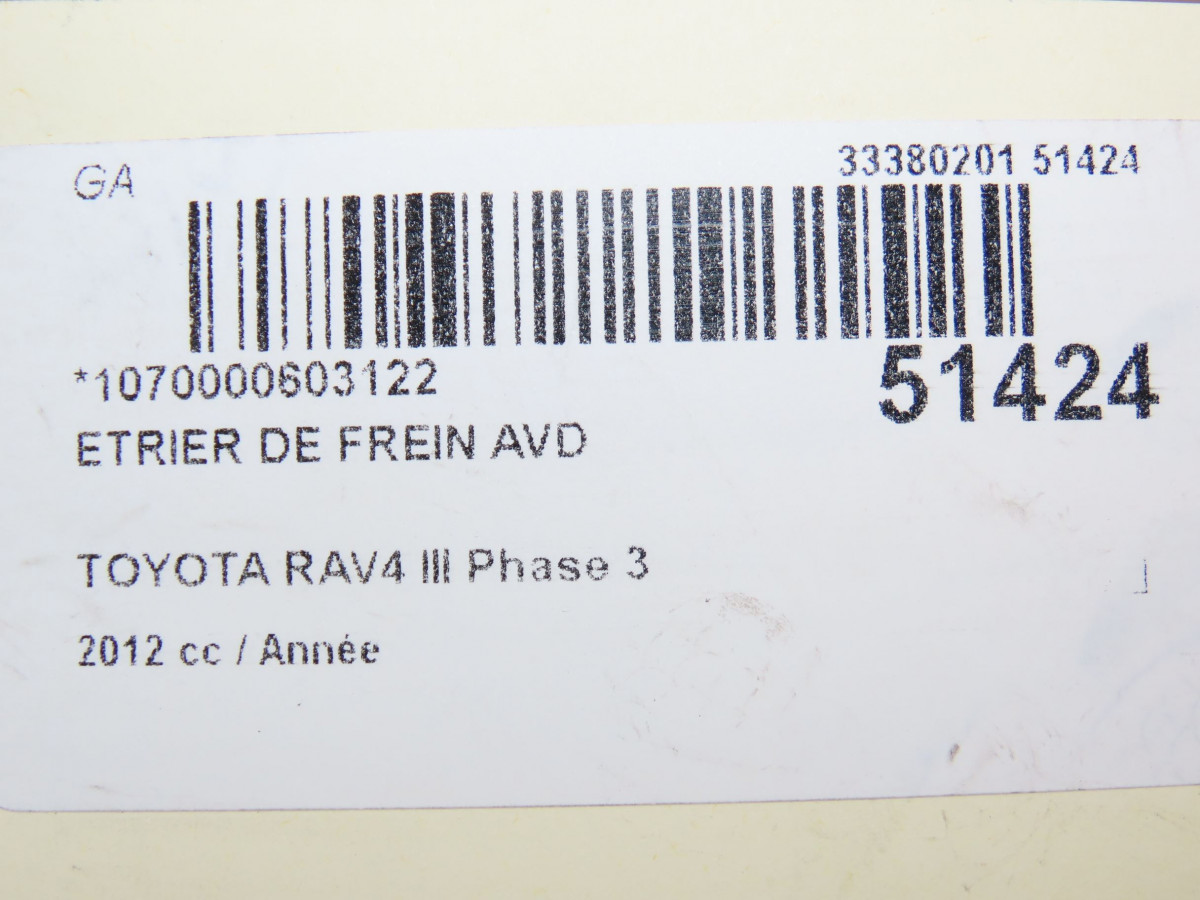 GA
33380201 51424
*1070000603122
51424
ETRIER DE FREIN AVD
TOYOTA RAV4 III Phase 3
2012 cc / Année